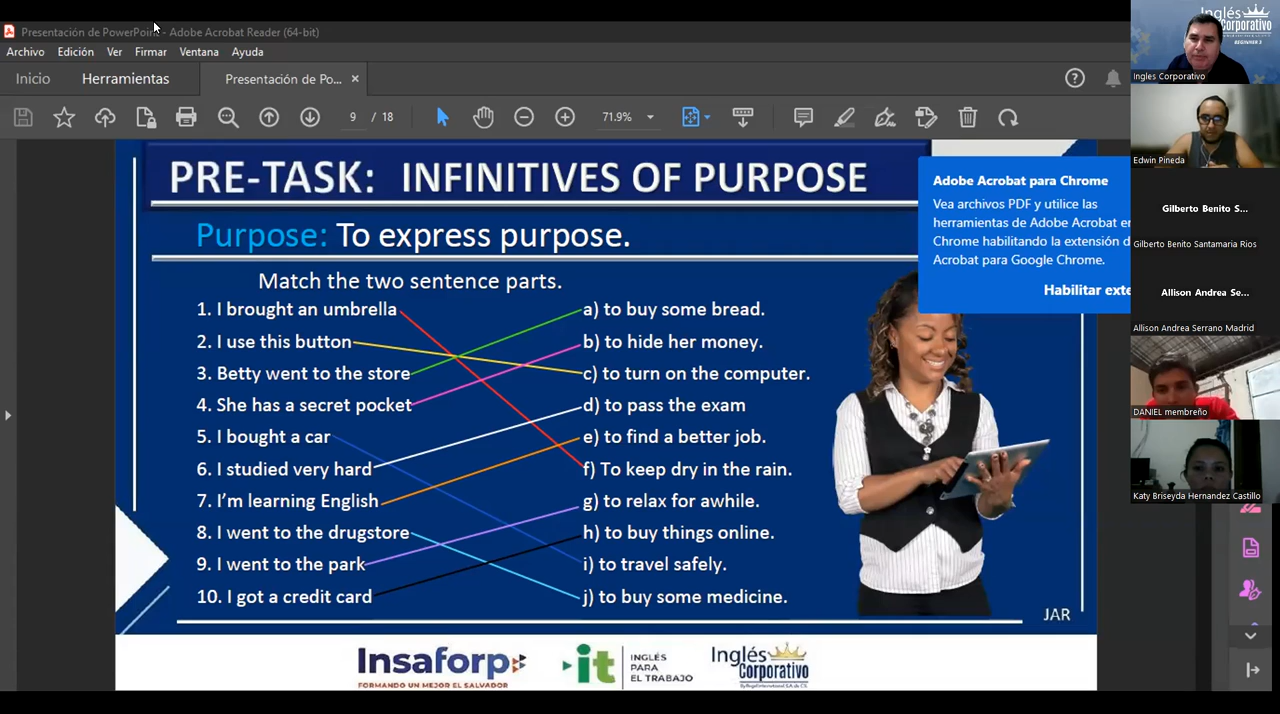 Presentación de PowerPoint - Adobe Acrobat Reader (64-bit)
Archivo Edición Ver Firmar Ventana Ayuda
Inicio Herramientas Presentación de Po... ×
9 / 18 71.9%
PRE-TASK: INFINITIVES OF PURPOSE
Purpose: To express purpose.
Match the two sentence parts.
1. I brought an umbrella a) to buy some bread.
2. I use this button b) to hide her money.
3. Betty went to the store c) to turn on the computer.
4. She has a secret pocket d) to pass the exam
5. I bought a car e) to find a better job.
6. I studied very hard f) To keep dry in the rain.
7. I'm learning English g) to relax for awhile.
8. I went to the drugstore h) to buy things online.
9. I went to the park i) to travel safely.
10. I got a credit card j) to buy some medicine.
JAR
Insaforp
FORMANDO UN MEJOR EL SALVADOR
it
INGLÉS
PARA
EL TRABAJO
Inglés
Corporativo
Adobe Acrobat para Chrome
Vea archivos PDF y utilice las
herramientas de Adobe Acrobat en
Chrome habilitando la extensión d
Acrobat para Google Chrome.
Habilitar exte
Inglés
Corporativo
BEGINNER 3
Ingles Corporativo
Edwin Pineda
Gilberto Benito S...
Gilberto Benito Santamaria Rios
Allison Andrea Se...
Allison Andrea Serrano Madrid
DANIEL membreño
Katy Briseyda Hernandez Castillo